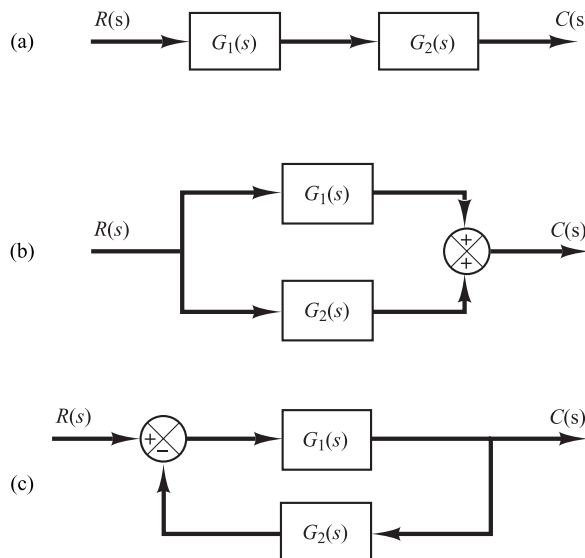 R(s) C(s)
(a) G₁(s) G₂(s)
G₁(s)
R(s) + C(s)
(b) +
G₂(s)
R(s) C(s)
+ G₁(s)
−
(c)
G₂(s)